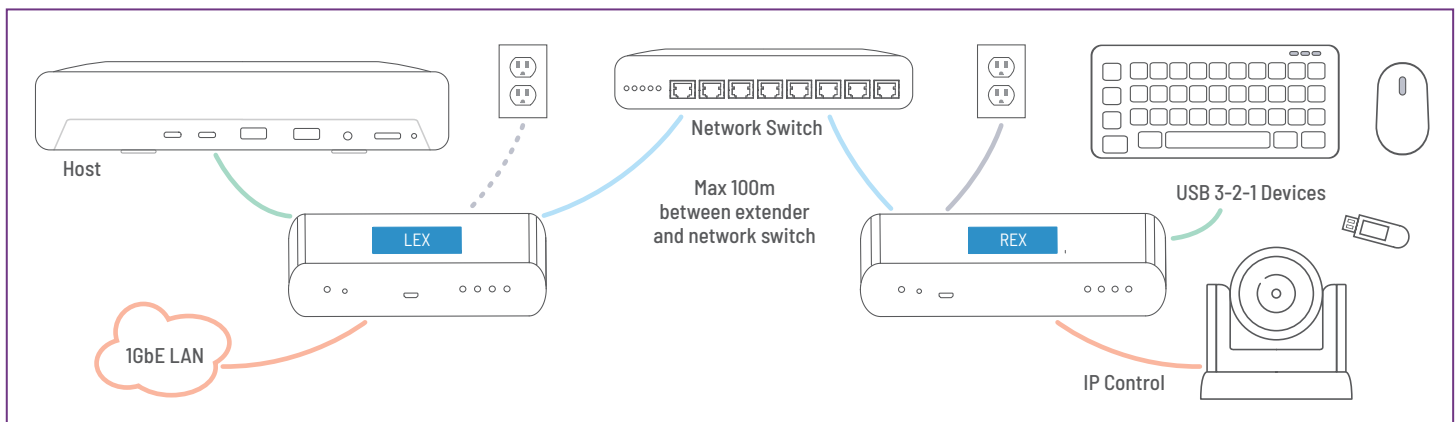 Host
Network Switch
Max 100m
between extender
and network switch
USB 3-2-1 Devices
LEX
REX
1GbE LAN
IP Control